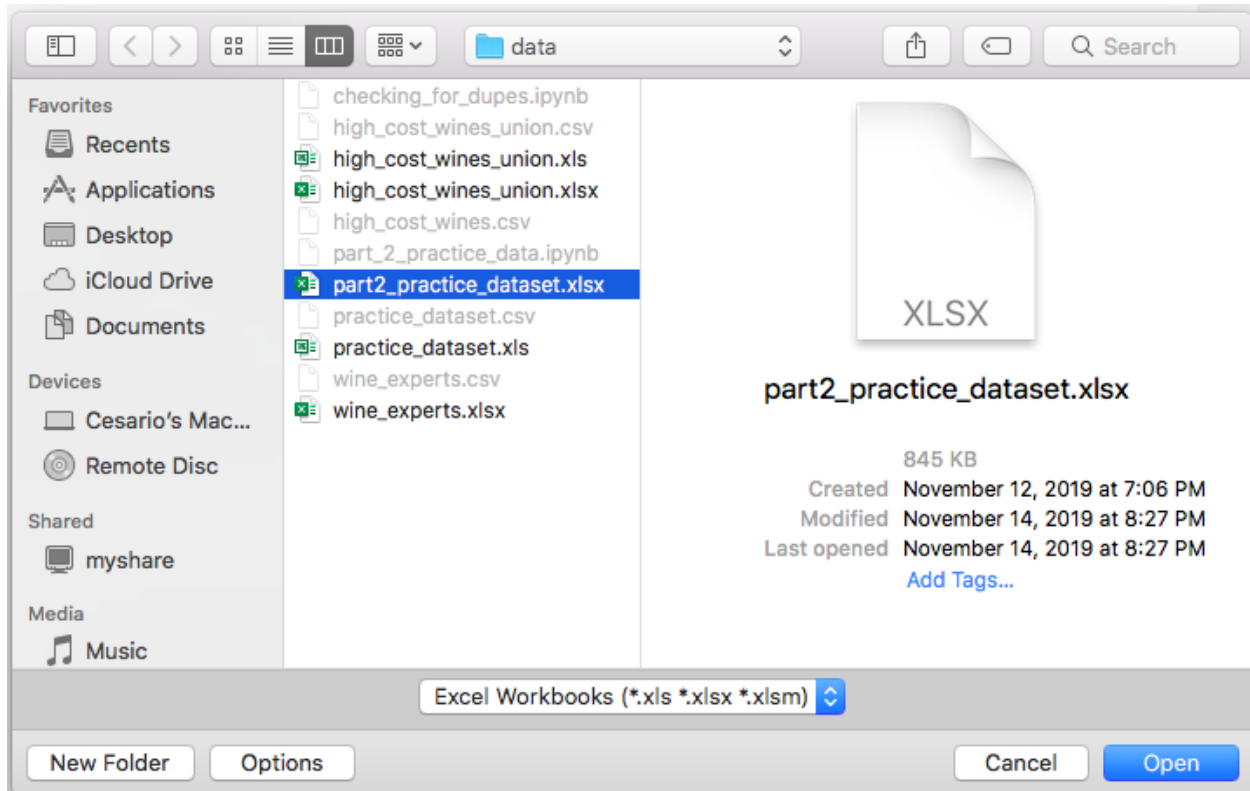 data
Search
Favorites
Recents
Applications
Desktop
iCloud Drive
Documents
Devices
Cesario's Mac...
Remote Disc
Shared
myshare
Media
Music
checking_for_dupes.ipynb
high_cost_wines_union.csv
high_cost_wines_union.xls
high_cost_wines_union.xlsx
high_cost_wines.csv
part_2_practice_data.ipynb
part2_practice_dataset.xlsx
practice_dataset.csv
practice_dataset.xls
wine_experts.csv
wine_experts.xlsx
XLSX
part2_practice_dataset.xlsx
845 KB
Created November 12, 2019 at 7:06 PM
Modified November 14, 2019 at 8:27 PM
Last opened November 14, 2019 at 8:27 PM
Add Tags...
Excel Workbooks (*.xls *.xlsx *.xlsm)
New Folder
Options
Cancel
Open